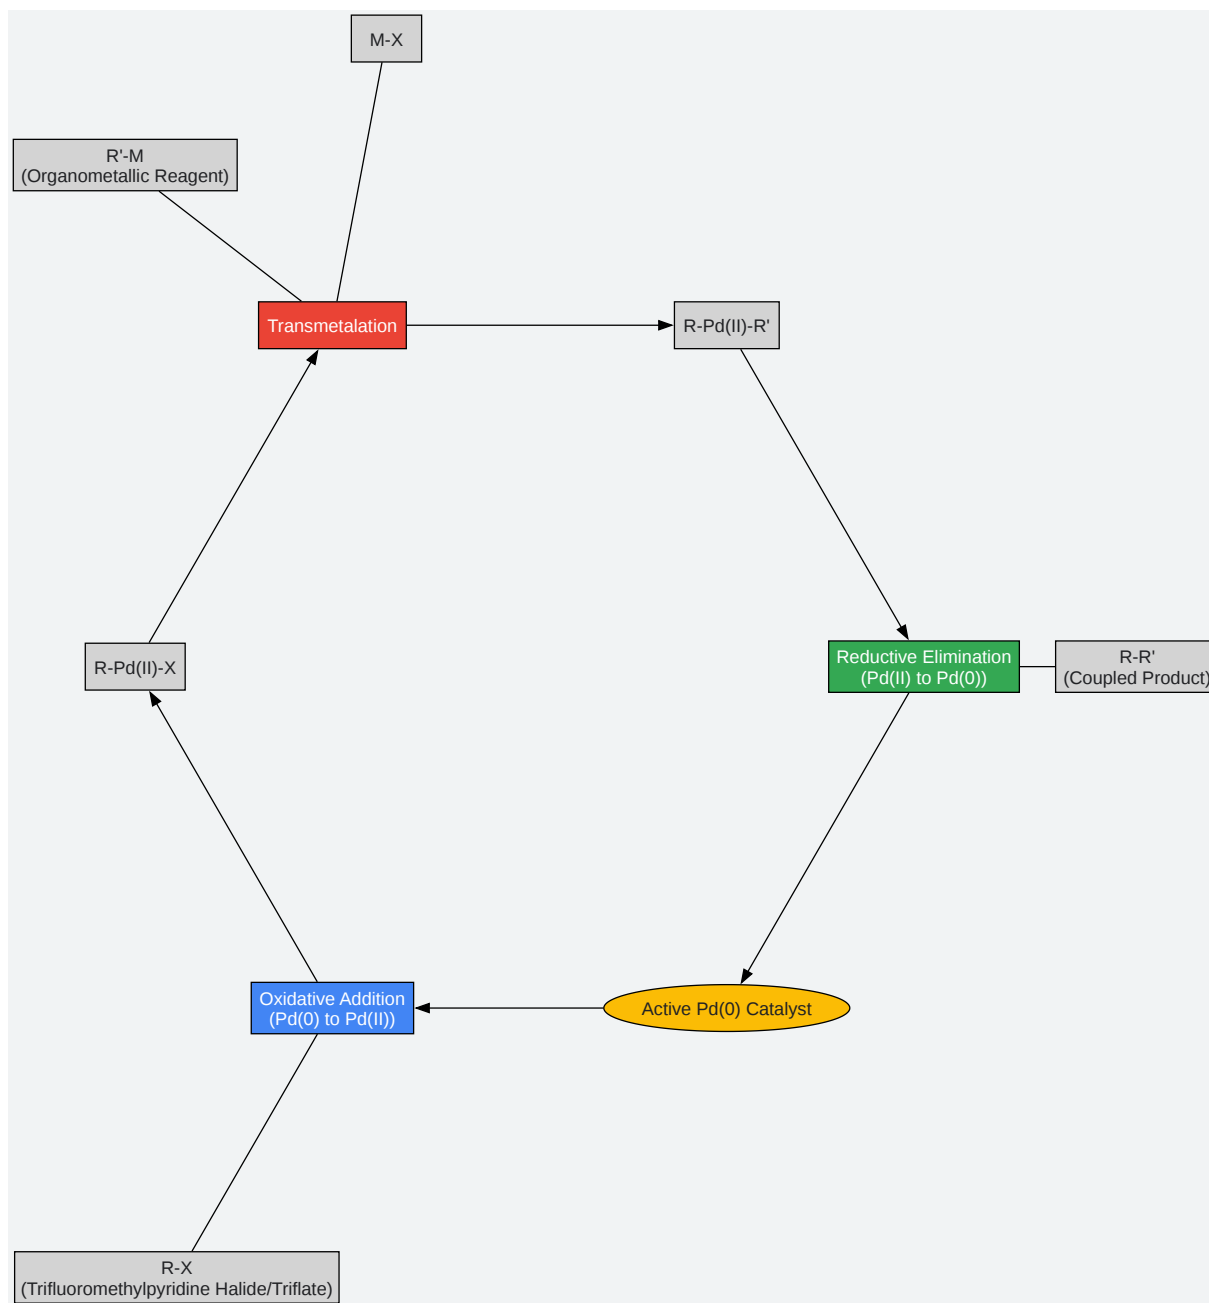 M-X
R'-M
(Organometallic Reagent)
Transmetalation
R-Pd(II)-R'
R-Pd(II)-X
Reductive Elimination
(Pd(II) to Pd(0))
R-R'
(Coupled Product)
Oxidative Addition
(Pd(0) to Pd(II))
Active Pd(0) Catalyst
R-X
(Trifluoromethylpyridine Halide/Triflate)